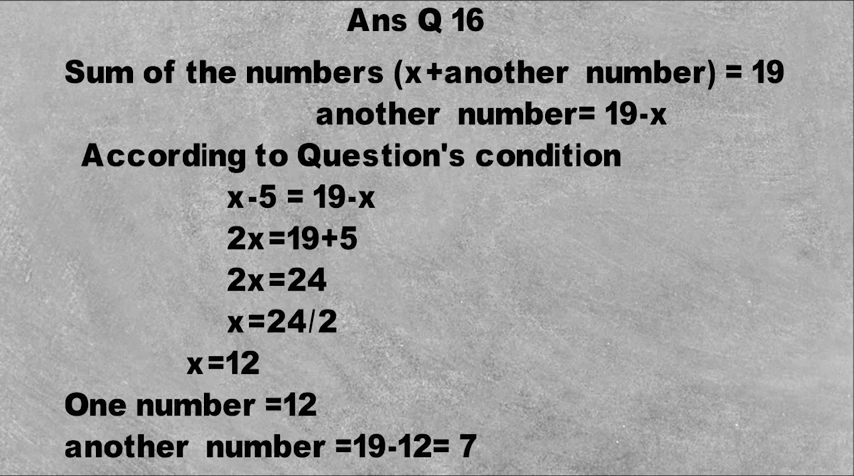 Ans Q 16
Sum of the numbers (x+another number) = 19
another number= 19-x
According to Question's condition
x-5 = 19-x
2x=19+5
2x=24
x=24/2
x=12
One number =12
another number =19-12= 7